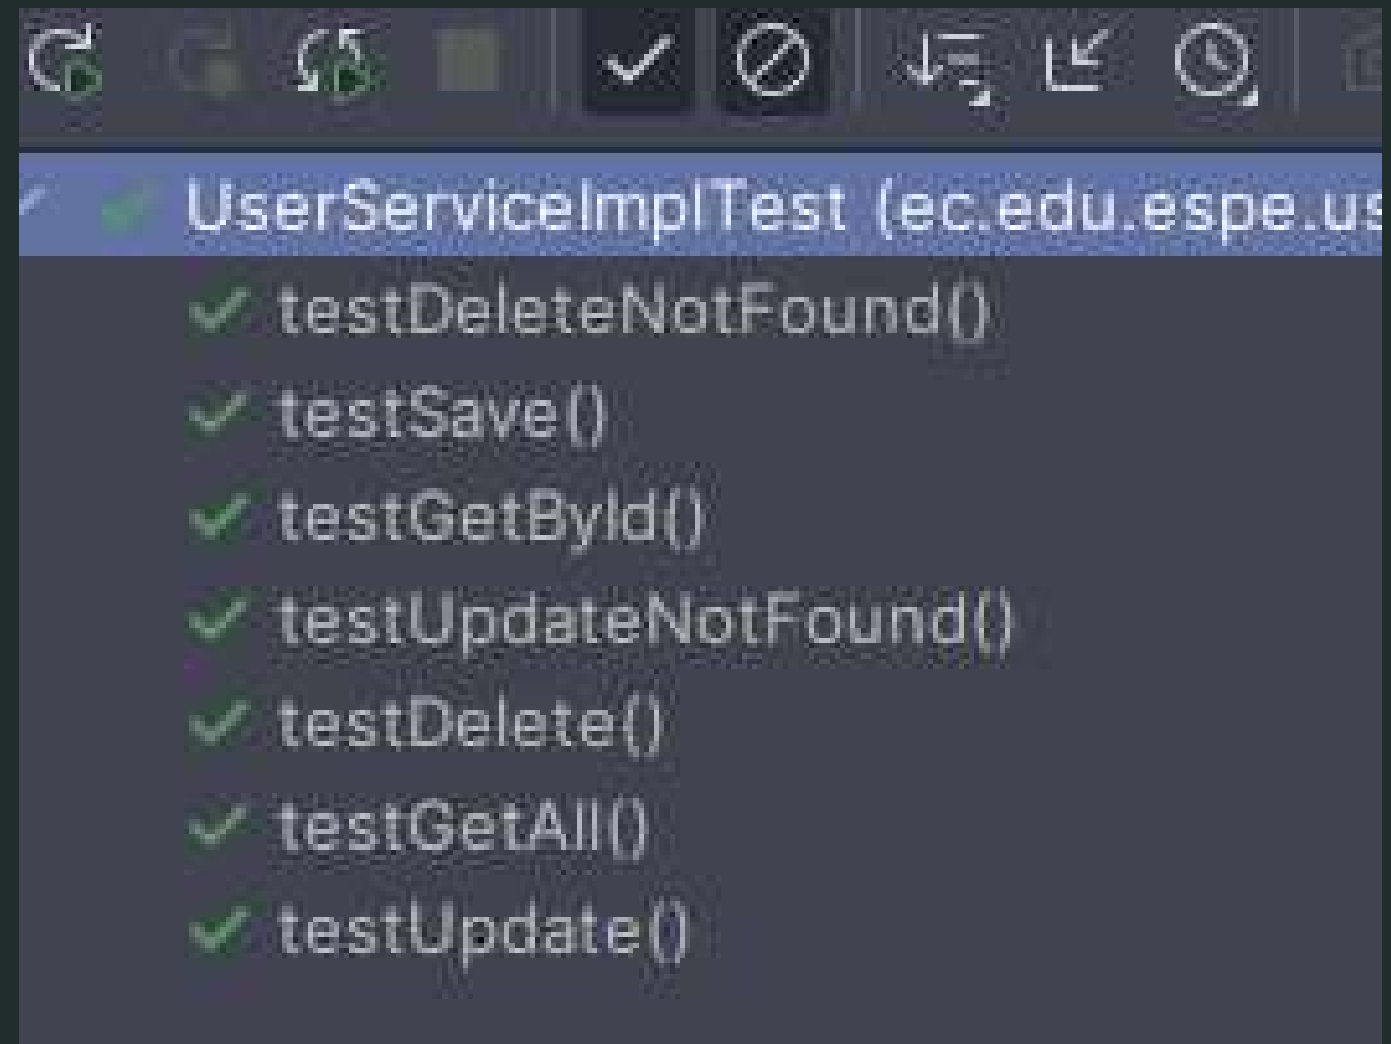 UserServiceImplTest (ec.edu.espe.us
testDeleteNotFound()
testSave()
testGetById()
testUpdateNotFound()
testDelete()
testGetAll()
testUpdate()